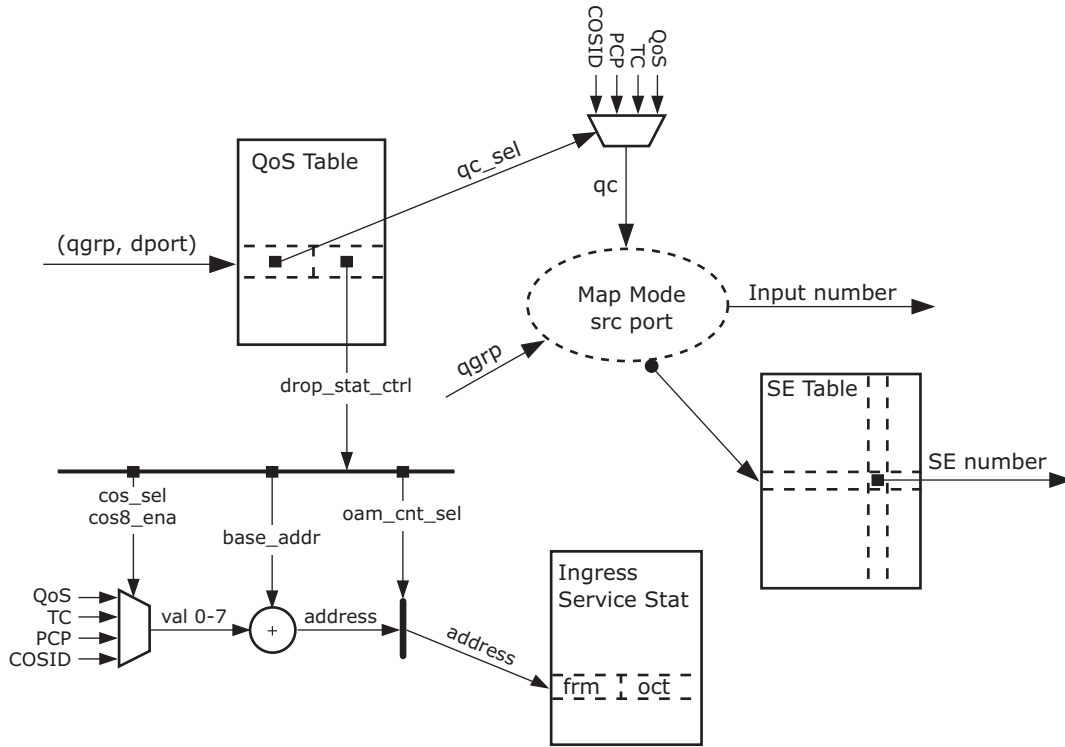 COSID
PCP
TC
QoS
QoS Table
qc_sel
qc
(qgrp, dport)
Map Mode
src port
Input number
qgrp
drop_stat_ctrl
SE Table
SE number
cos_sel
cos8_ena
base_addr
oam_cnt_sel
Ingress
Service Stat
QoS
TC
PCP
COSID
val 0-7
+
address
address
frm
oct